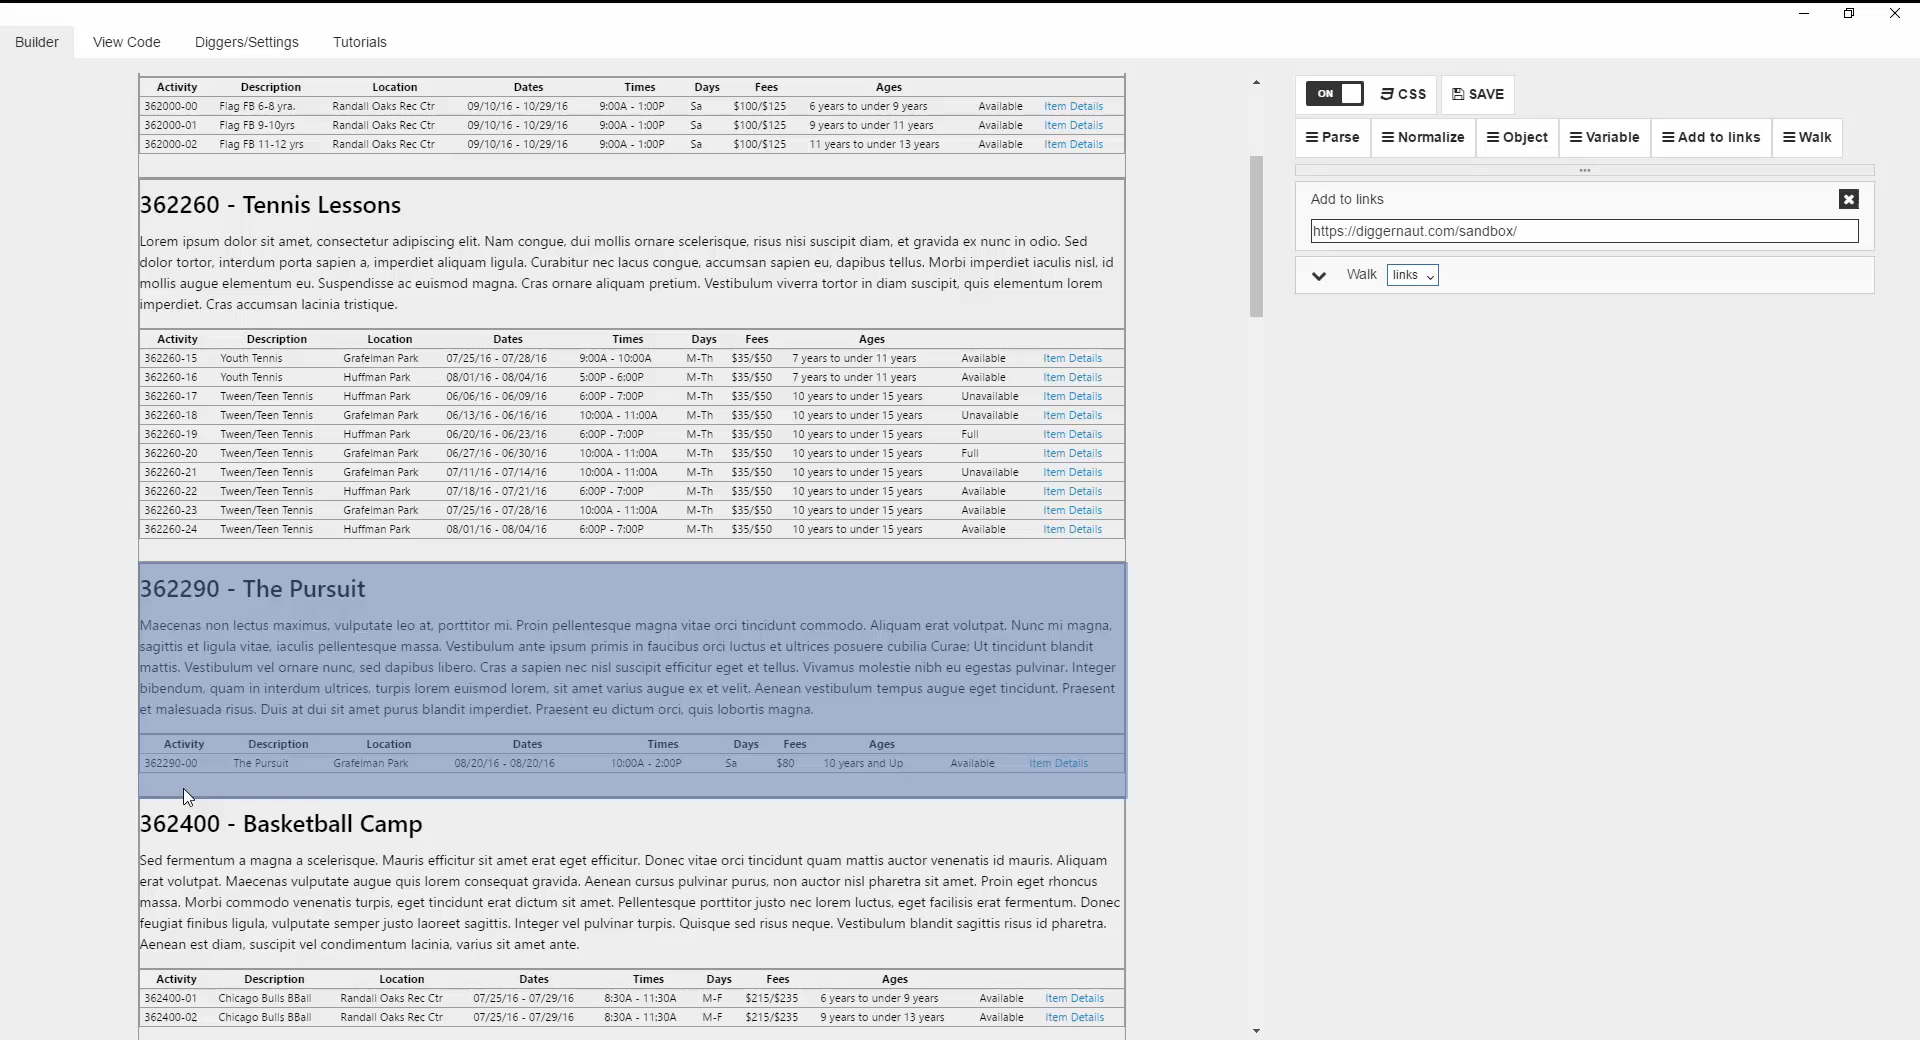 Builder View Code Diggers/Settings Tutorials
Activity Description Location Dates Times Days Fees Ages
362000-00 Flag FB 6-8 yra. Randall Oaks Rec Ctr 09/10/16 - 10/29/16 9:00A - 1:00P Sa $100/$125 6 years to under 9 years Available Item Details
362000-01 Flag FB 9-10yrs Randall Oaks Rec Ctr 09/10/16 - 10/29/16 9:00A - 1:00P Sa $100/$125 9 years to under 11 years Available Item Details
362000-02 Flag FB 11-12 yrs Randall Oaks Rec Ctr 09/10/16 - 10/29/16 9:00A - 1:00P Sa $100/$125 11 years to under 13 years Available Item Details
362260 - Tennis Lessons
Lorem ipsum dolor sit amet, consectetur adipiscing elit. Nam congue, dui mollis ornare scelerisque, risus nisi suscipit diam, et gravida ex nunc in odio. Sed
dolor tortor, interdum porta sapien a, imperdiet aliquam ligula. Curabitur nec lacus congue, accumsan sapien eu, dapibus tellus. Morbi imperdiet iaculis nisl, id
mollis augue elementum eu. Suspendisse ac euismod magna. Cras ornare aliquam pretium. Vestibulum viverra tortor in diam suscipit, quis elementum lorem
imperdiet. Cras accumsan lacinia tristique.
Activity Description Location Dates Times Days Fees Ages
362260-15 Youth Tennis Grafelman Park 07/25/16 - 07/28/16 9:00A - 10:00A M-Th $35/$50 7 years to under 11 years Available Item Details
362260-16 Youth Tennis Huffman Park 08/01/16 - 08/04/16 5:00P - 6:00P M-Th $35/$50 7 years to under 11 years Available Item Details
362260-17 Tween/Teen Tennis Huffman Park 06/06/16 - 06/09/16 6:00P - 7:00P M-Th $35/$50 10 years to under 15 years Unavailable Item Details
362260-18 Tween/Teen Tennis Grafelman Park 06/13/16 - 06/16/16 10:00A - 11:00A M-Th $35/$50 10 years to under 15 years Unavailable Item Details
362260-19 Tween/Teen Tennis Huffman Park 06/20/16 - 06/23/16 6:00P - 7:00P M-Th $35/$50 10 years to under 15 years Full Item Details
362260-20 Tween/Teen Tennis Grafelman Park 06/27/16 - 06/30/16 10:00A - 11:00A M-Th $35/$50 10 years to under 15 years Full Item Details
362260-21 Tween/Teen Tennis Grafelman Park 07/11/16 - 07/14/16 10:00A - 11:00A M-Th $35/$50 10 years to under 15 years Unavailable Item Details
362260-22 Tween/Teen Tennis Huffman Park 07/18/16 - 07/21/16 6:00P - 7:00P M-Th $35/$50 10 years to under 15 years Available Item Details
362260-23 Tween/Teen Tennis Grafelman Park 07/25/16 - 07/28/16 10:00A - 11:00A M-Th $35/$50 10 years to under 15 years Available Item Details
362260-24 Tween/Teen Tennis Huffman Park 08/01/16 - 08/04/16 6:00P - 7:00P M-Th $35/$50 10 years to under 15 years Available Item Details
362290 - The Pursuit
Maecenas non lectus maximus, vulputate leo at, porttitor mi. Proin pellentesque magna vitae orci tincidunt commodo. Aliquam erat volutpat. Nunc mi magna,
sagittis et ligula vitae, iaculis pellentesque massa. Vestibulum ante ipsum primis in faucibus orci luctus et ultrices posuere cubilia Curae; Ut tincidunt blandit
mattis. Vestibulum vel ornare nunc, sed dapibus libero. Cras a sapien nec nisl suscipit efficitur eget et tellus. Vivamus molestie nibh eu egestas pulvinar. Integer
bibendum, quam in interdum ultrices, turpis lorem euismod lorem, sit amet varius augue ex et velit. Aenean vestibulum tempus augue eget tincidunt. Praesent
et malesuada risus. Duis at dui sit amet purus blandit imperdiet. Praesent eu dictum orci, quis lobortis magna.
Activity Description Location Dates Times Days Fees Ages
362290-00 The Pursuit Grafelman Park 08/20/16 - 08/20/16 10:00A - 2:00P Sa $80 10 years and Up Available Item Details
362400 - Basketball Camp
Sed fermentum a magna a scelerisque. Mauris efficitur sit amet erat eget efficitur. Donec vitae orci tincidunt quam mattis auctor venenatis id mauris. Aliquam
erat volutpat. Maecenas vulputate augue quis lorem consequat gravida. Aenean cursus pulvinar purus, non auctor nisl pharetra sit amet. Proin eget rhoncus
massa. Morbi commodo venenatis turpis, eget tincidunt erat dictum sit amet. Pellentesque porttitor justo nec lorem luctus, eget facilisis erat fermentum. Donec
feugiat finibus ligula, vulputate semper justo laoreet sagittis. Integer vel pulvinar turpis. Quisque sed risus neque. Vestibulum blandit sagittis risus id pharetra.
Aenean est diam, suscipit vel condimentum lacinia, varius sit amet ante.
Activity Description Location Dates Times Days Fees Ages
362400-01 Chicago Bulls BBall Randall Oaks Rec Ctr 07/25/16 - 07/29/16 8:30A - 11:30A M-F $215/$235 6 years to under 9 years Available Item Details
362400-02 Chicago Bulls BBall Randall Oaks Rec Ctr 07/25/16 - 07/29/16 8:30A - 11:30A M-F $215/$235 9 years to under 13 years Available Item Details
ON CSS SAVE
Parse Normalize Object Variable Add to links Walk
Add to links
https://diggernaut.com/sandbox/
Walk links